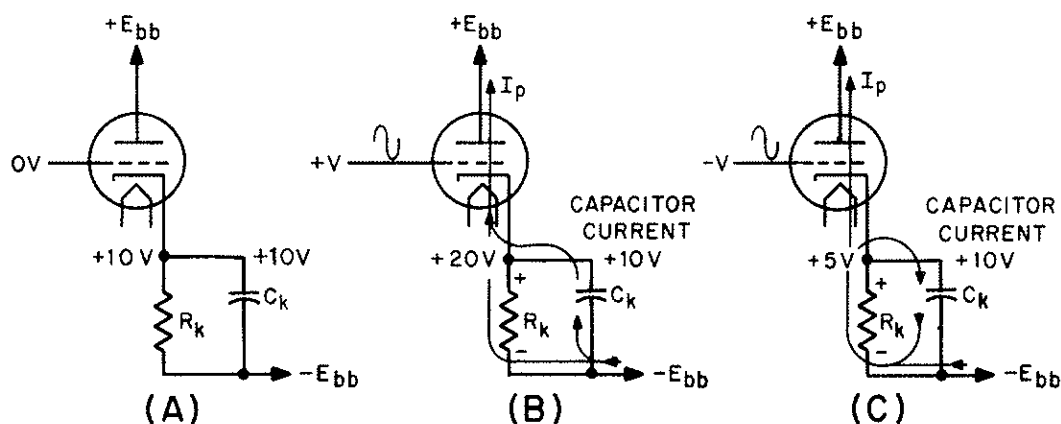 +Ebb
0V
+10V
+10V
Ck
Rk
-Ebb
(A)
+Ebb
Ip
+V
CAPACITOR
CURRENT
+20V
+10V
+
Ck
Rk
-
-Ebb
(B)
+Ebb
Ip
-V
CAPACITOR
CURRENT
+5V
+10V
+
Ck
Rk
-
-Ebb
(C)